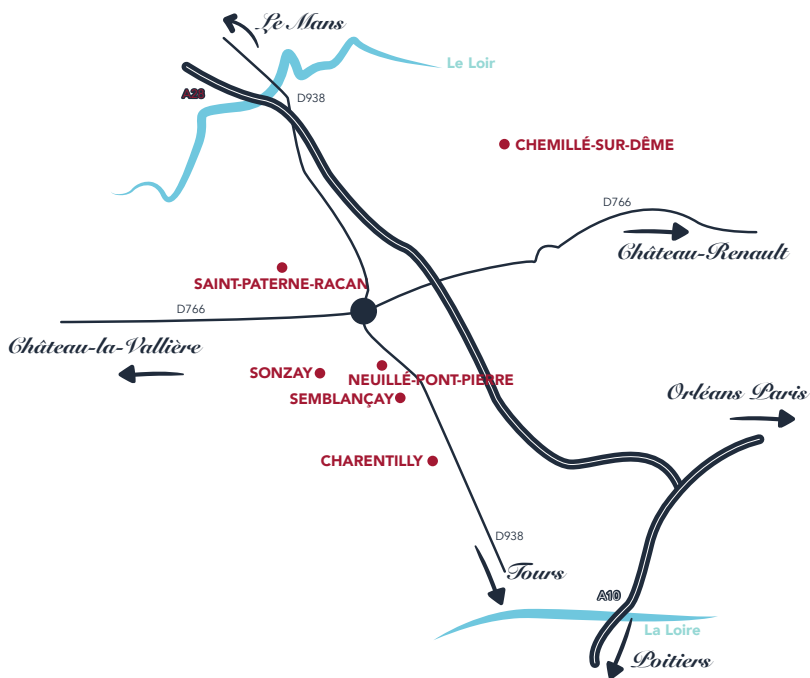 Le Mans
Le Loir
A28
D938
CHEMILLÉ-SUR-DÊME
D766
Château-Renault
SAINT-PATERNE-RACAN
D766
Château-la-Vallière
SONZAY
NEUILLÉ-PONT-PIERRE
SEMBLANÇAY
Orléans Paris
CHARENTILLY
D938
Tours
A10
La Loire
Poitiers